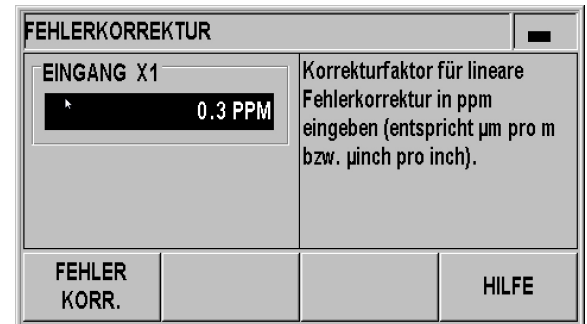 FEHLERKORREKTUR
EINGANG X1
0.3 PPM
Korrekturfaktor für lineare
Fehlerkorrektur in ppm
eingeben (entspricht µm pro m
bzw. µinch pro inch).
FEHLER
KORR.
HILFE